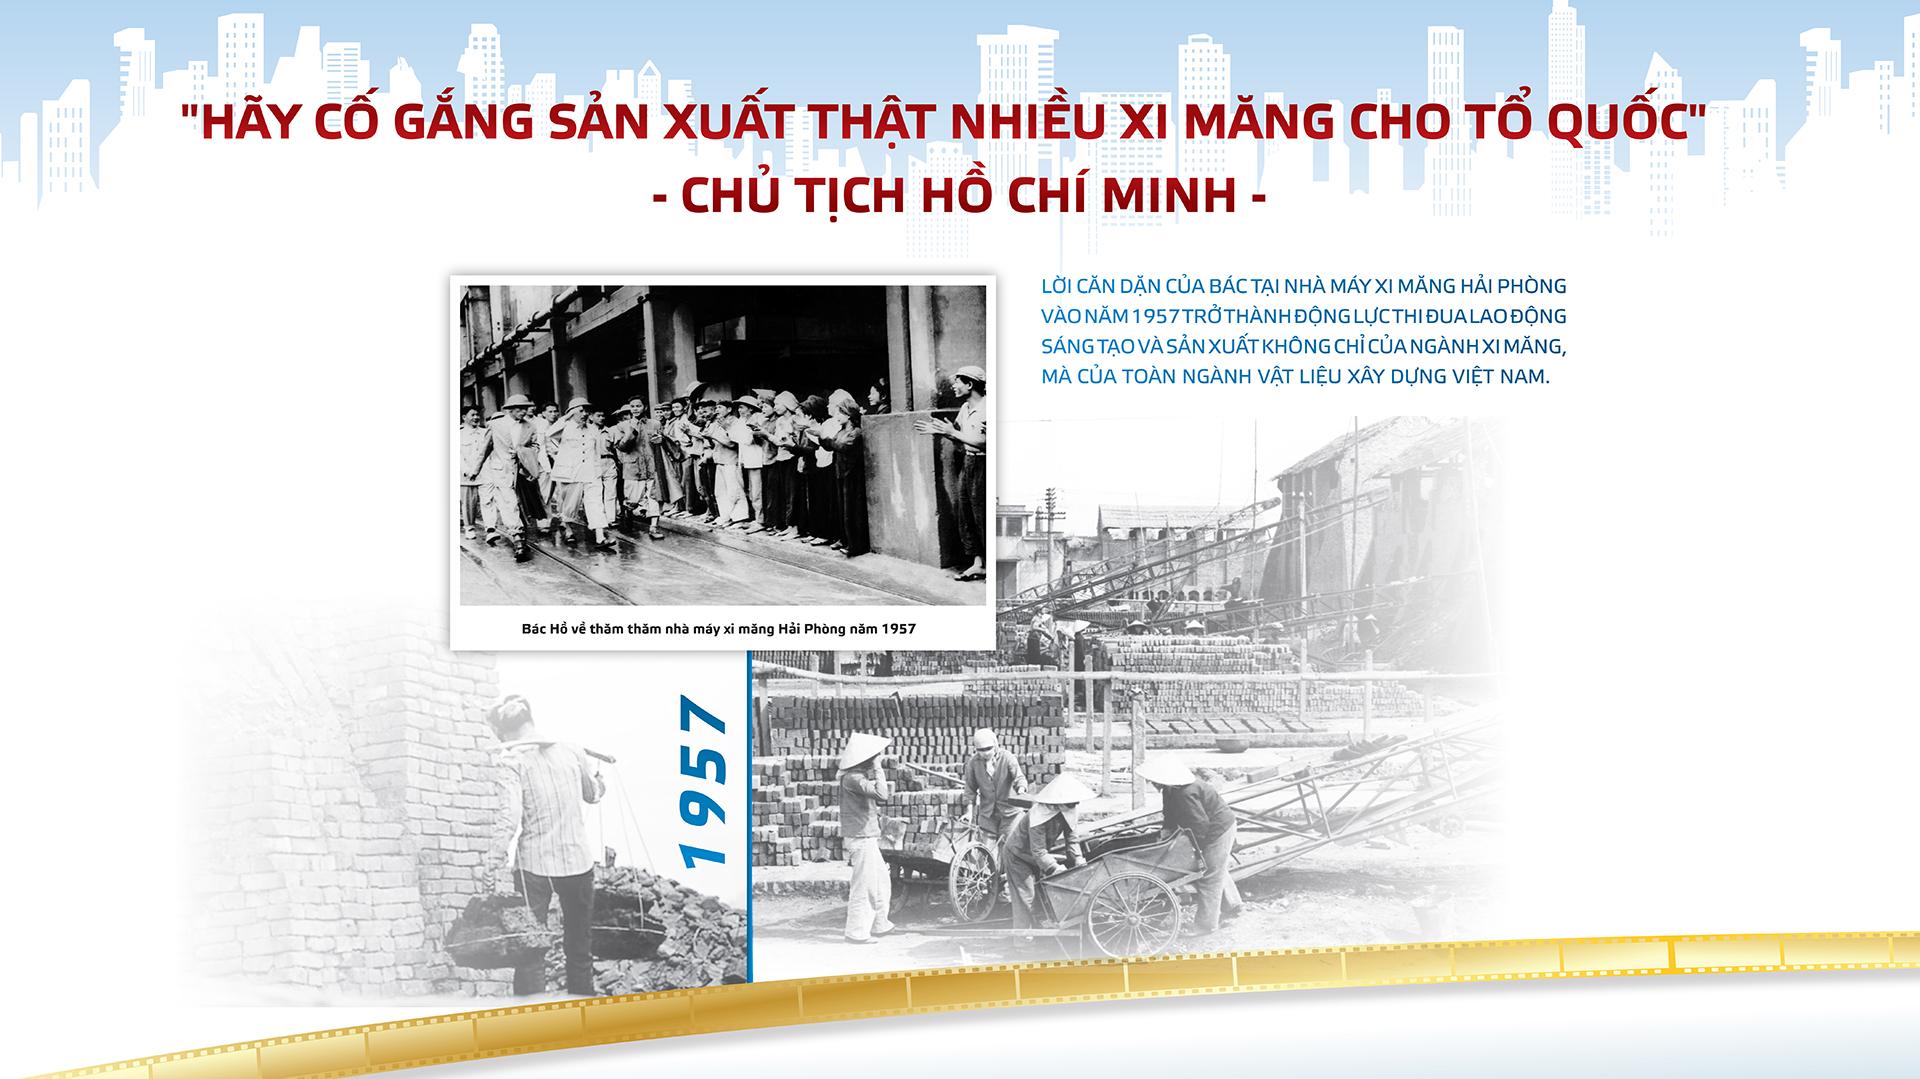 "HÃY CỐ GẮNG SẢN XUẤT THẬT NHIỀU XI MĂNG CHO TỔ QUỐC"
- CHỦ TỊCH HỒ CHÍ MINH -
LỜI CĂN DẶN CỦA BÁC TẠI NHÀ MÁY XI MĂNG HẢI PHÒNG
VÀO NĂM 1957 TRỞ THÀNH ĐỘNG LỰC THI ĐUA LAO ĐỘNG
SÁNG TẠO VÀ SẢN XUẤT KHÔNG CHỈ CỦA NGÀNH XI MĂNG,
MÀ CỦA TOÀN NGÀNH VẬT LIỆU XÂY DỰNG VIỆT NAM.
Bác Hồ về thăm thăm nhà máy xi măng Hải Phòng năm 1957
1957